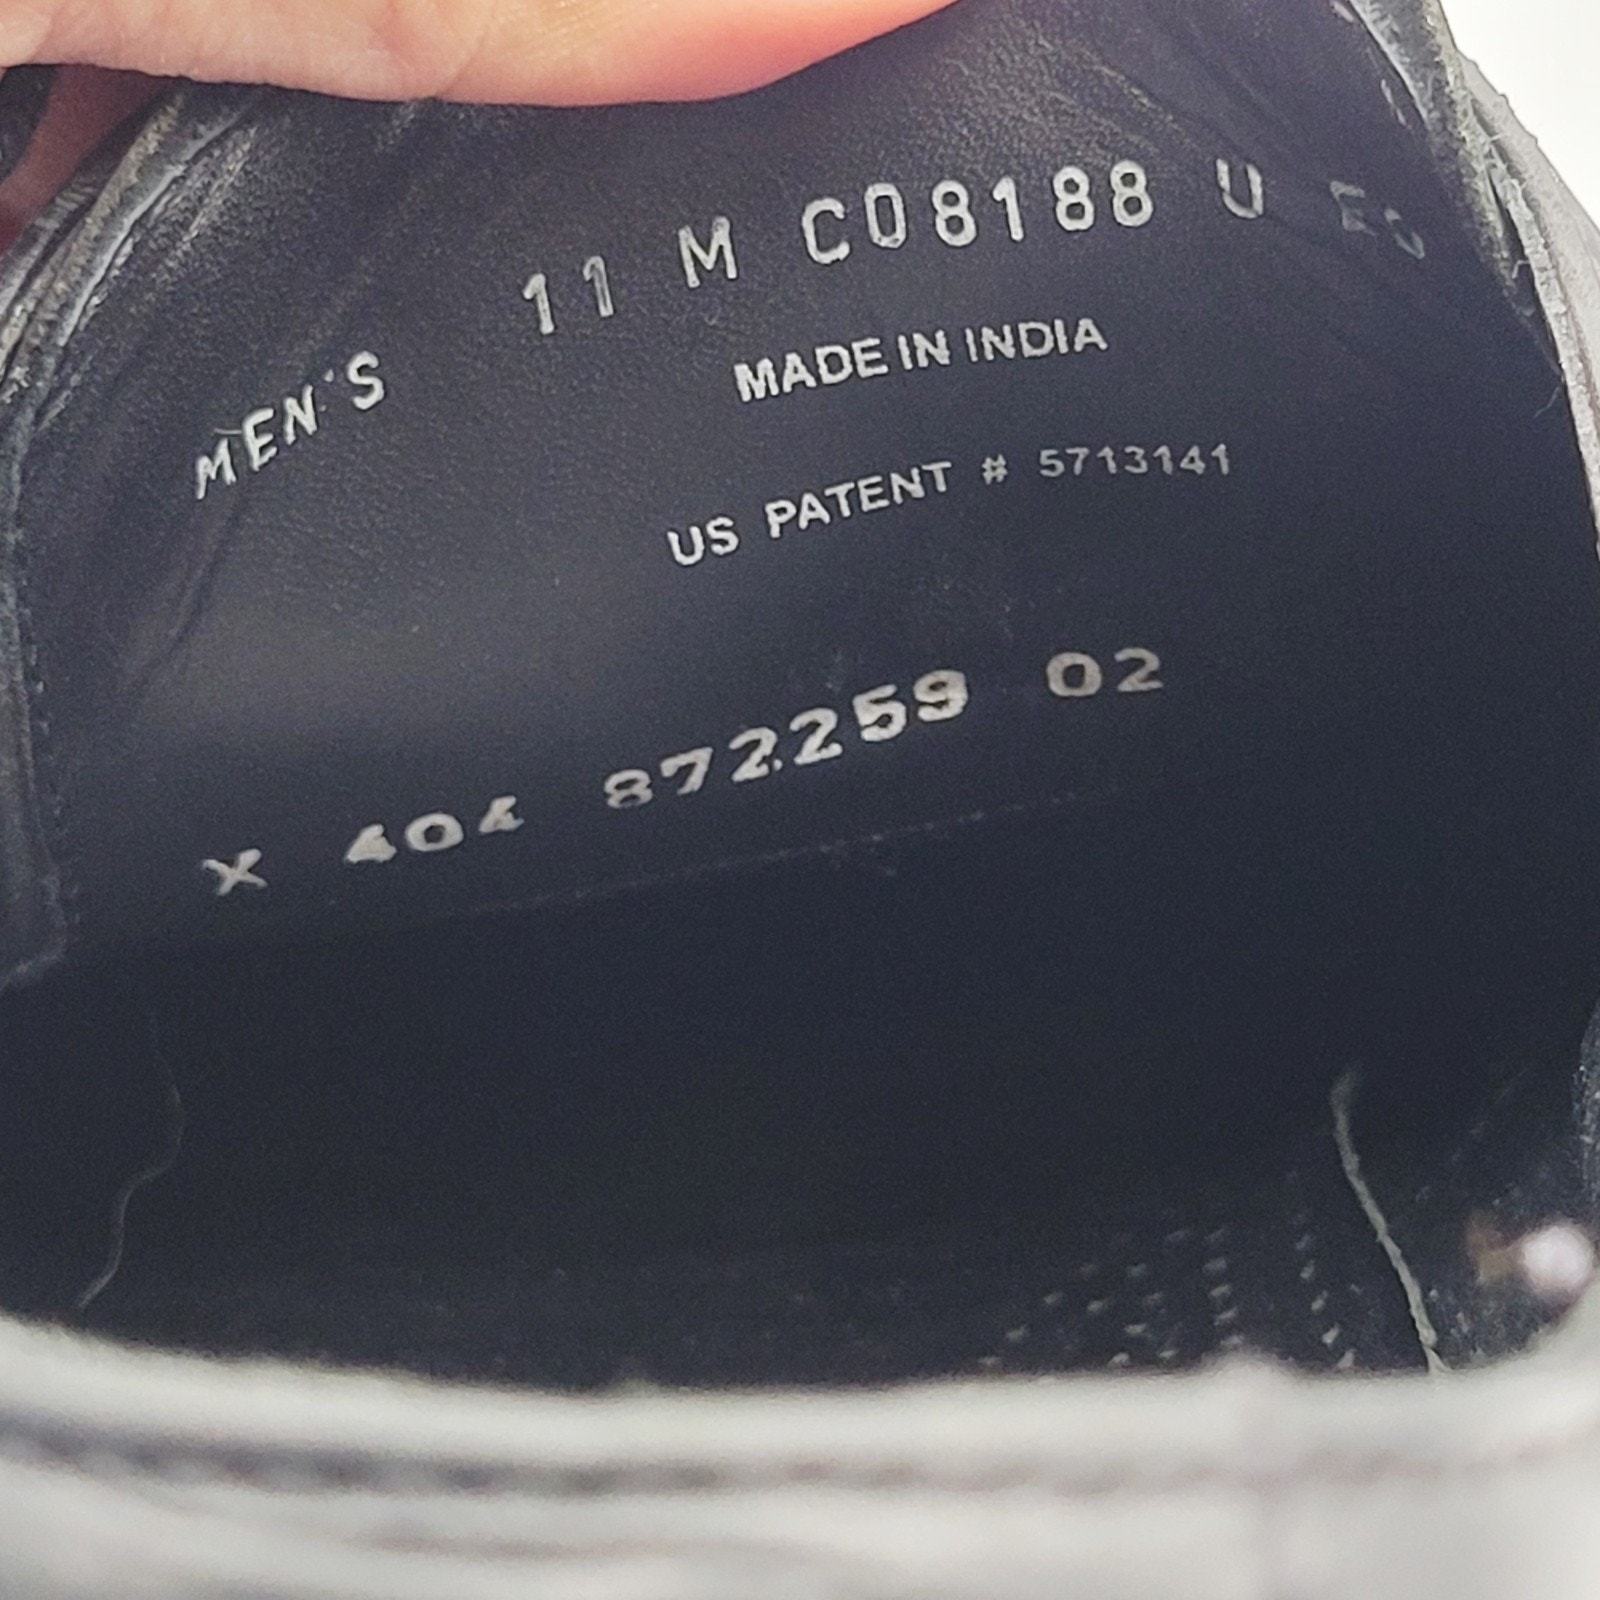 MEN'S 11 M C08188 U
MADE IN INDIA
US PATENT # 5713141
X 404 872259 02